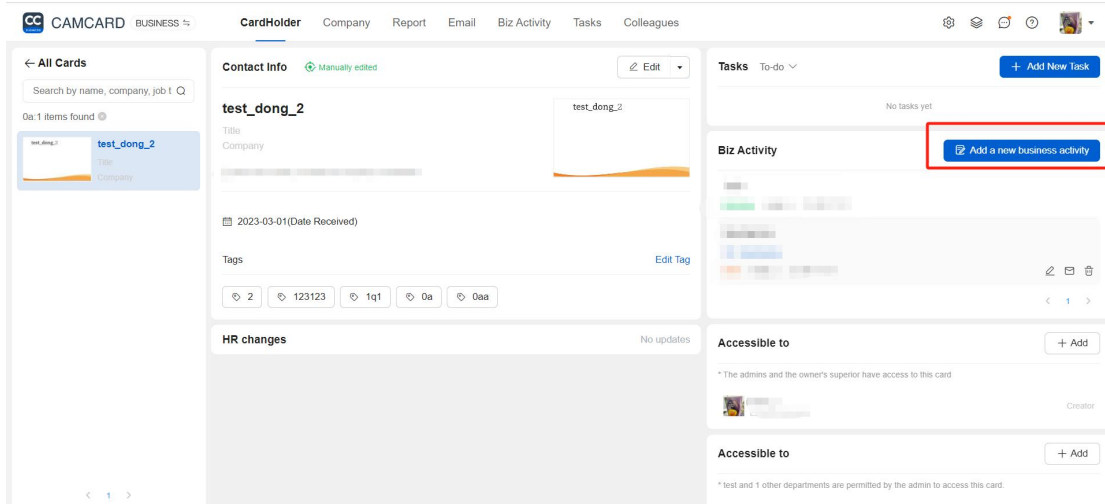 CC CAMCARD BUSINESS CardHolder Company Report Email Biz Activity Tasks Colleagues
All Cards
Search by name, company, job t
0a:1 items found
test_dong_2
test_dong_2
Title
Company
1
Contact Info Manually edited Edit
test_dong_2
Title
Company
test_dong_2
2023-03-01(Date Received)
Tags Edit Tag
2 123123 1q1 0a 0aa
HR changes No updates
Tasks To-do + Add New Task
No tasks yet
Biz Activity Add a new business activity
1
Accessible to + Add
* The admins and the owner's superior have access to this card
Creator
Accessible to + Add
* test and 1 other departments are permitted by the admin to access this card.